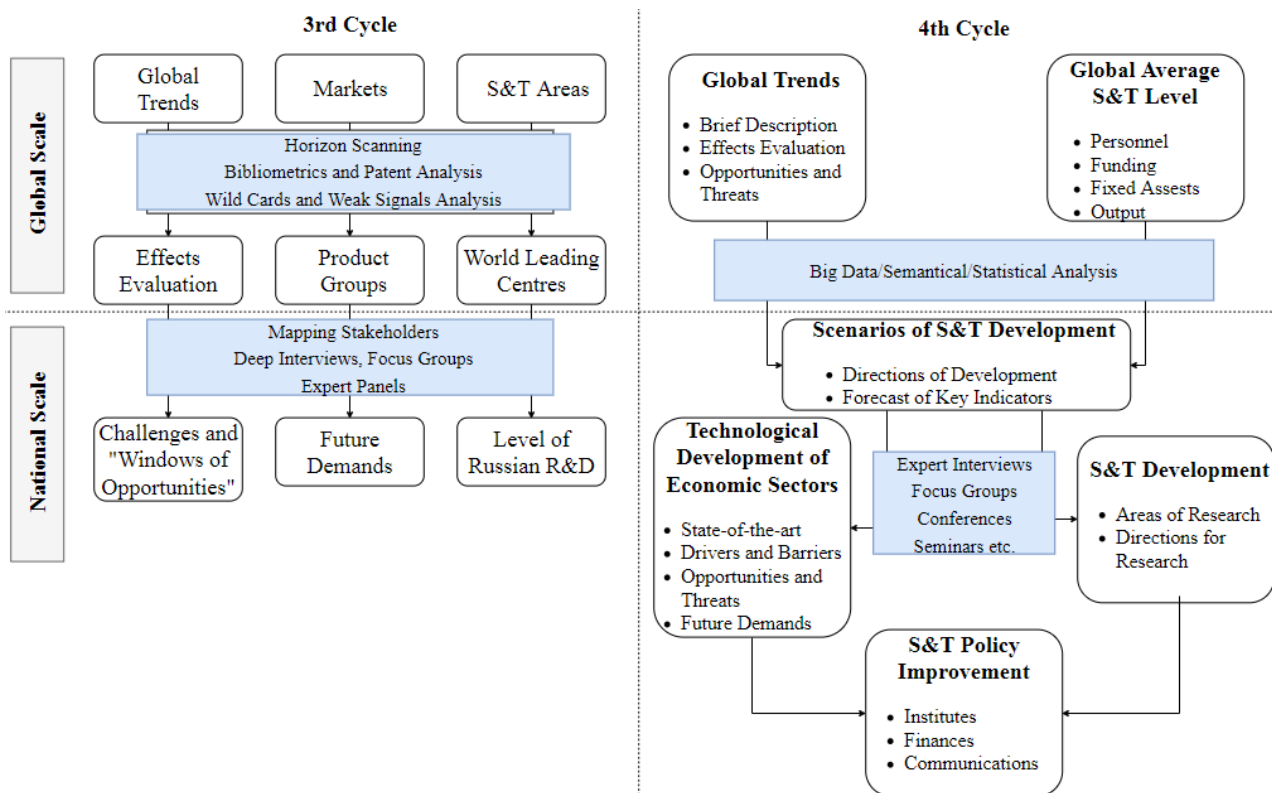 3rd Cycle
Global Scale
Global
Trends
Markets
S&T Areas
Horizon Scanning
Bibliometrics and Patent Analysis
Wild Cards and Weak Signals Analysis
Effects
Evaluation
Product
Groups
World Leading
Centres
National Scale
Mapping Stakeholders
Deep Interviews, Focus Groups
Expert Panels
Challenges and
"Windows of
Opportunities"
Future
Demands
Level of
Russian R&D
4th Cycle
Global Trends
• Brief Description
• Effects Evaluation
• Opportunities and
Threats
Global Average
S&T Level
• Personnel
• Funding
• Fixed Assests
• Output
Big Data/Semantical/Statistical Analysis
Scenarios of S&T Development
• Directions of Development
• Forecast of Key Indicators
Technological
Development of
Economic Sectors
• State-of-the-art
• Drivers and Barriers
• Opportunities and
Threats
• Future Demands
Expert Interviews
Focus Groups
Conferences
Seminars etc.
S&T Development
• Areas of Research
• Directions for
Research
S&T Policy
Improvement
• Institutes
• Finances
• Communications